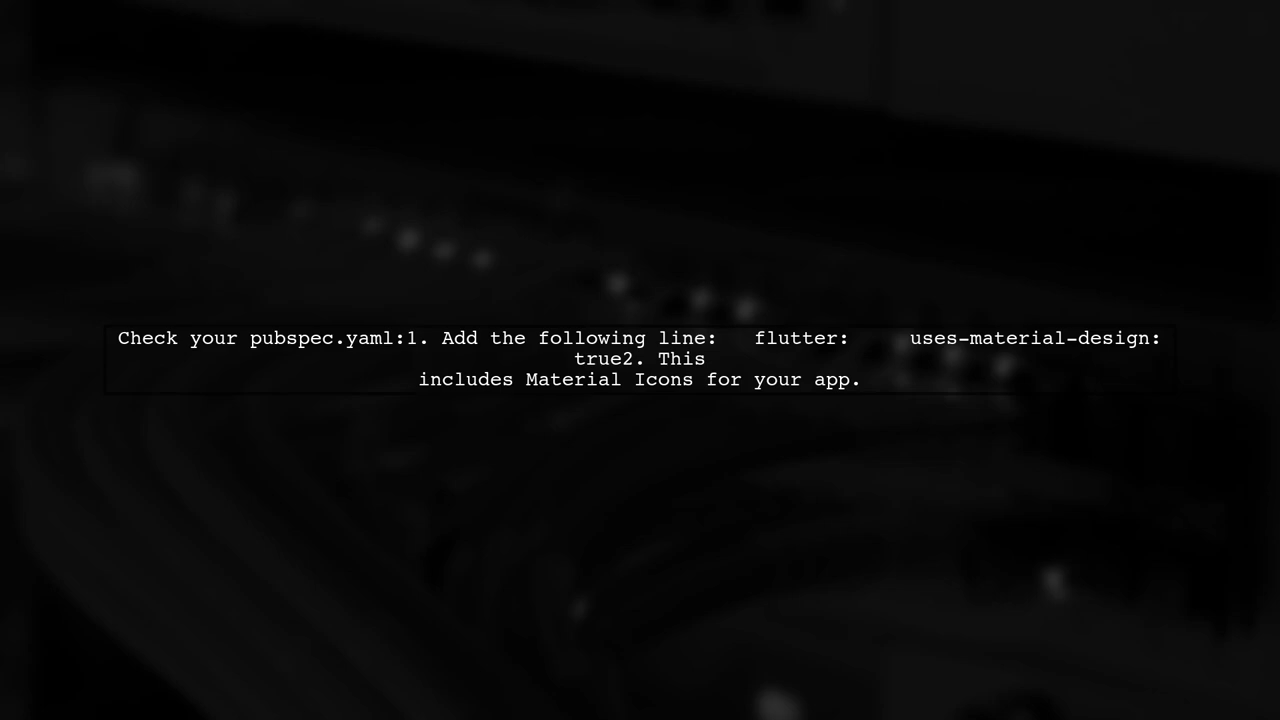 Check your pubspec.yaml:1. Add the following line:   flutter:     uses-material-design:
true2. This
includes Material Icons for your app.